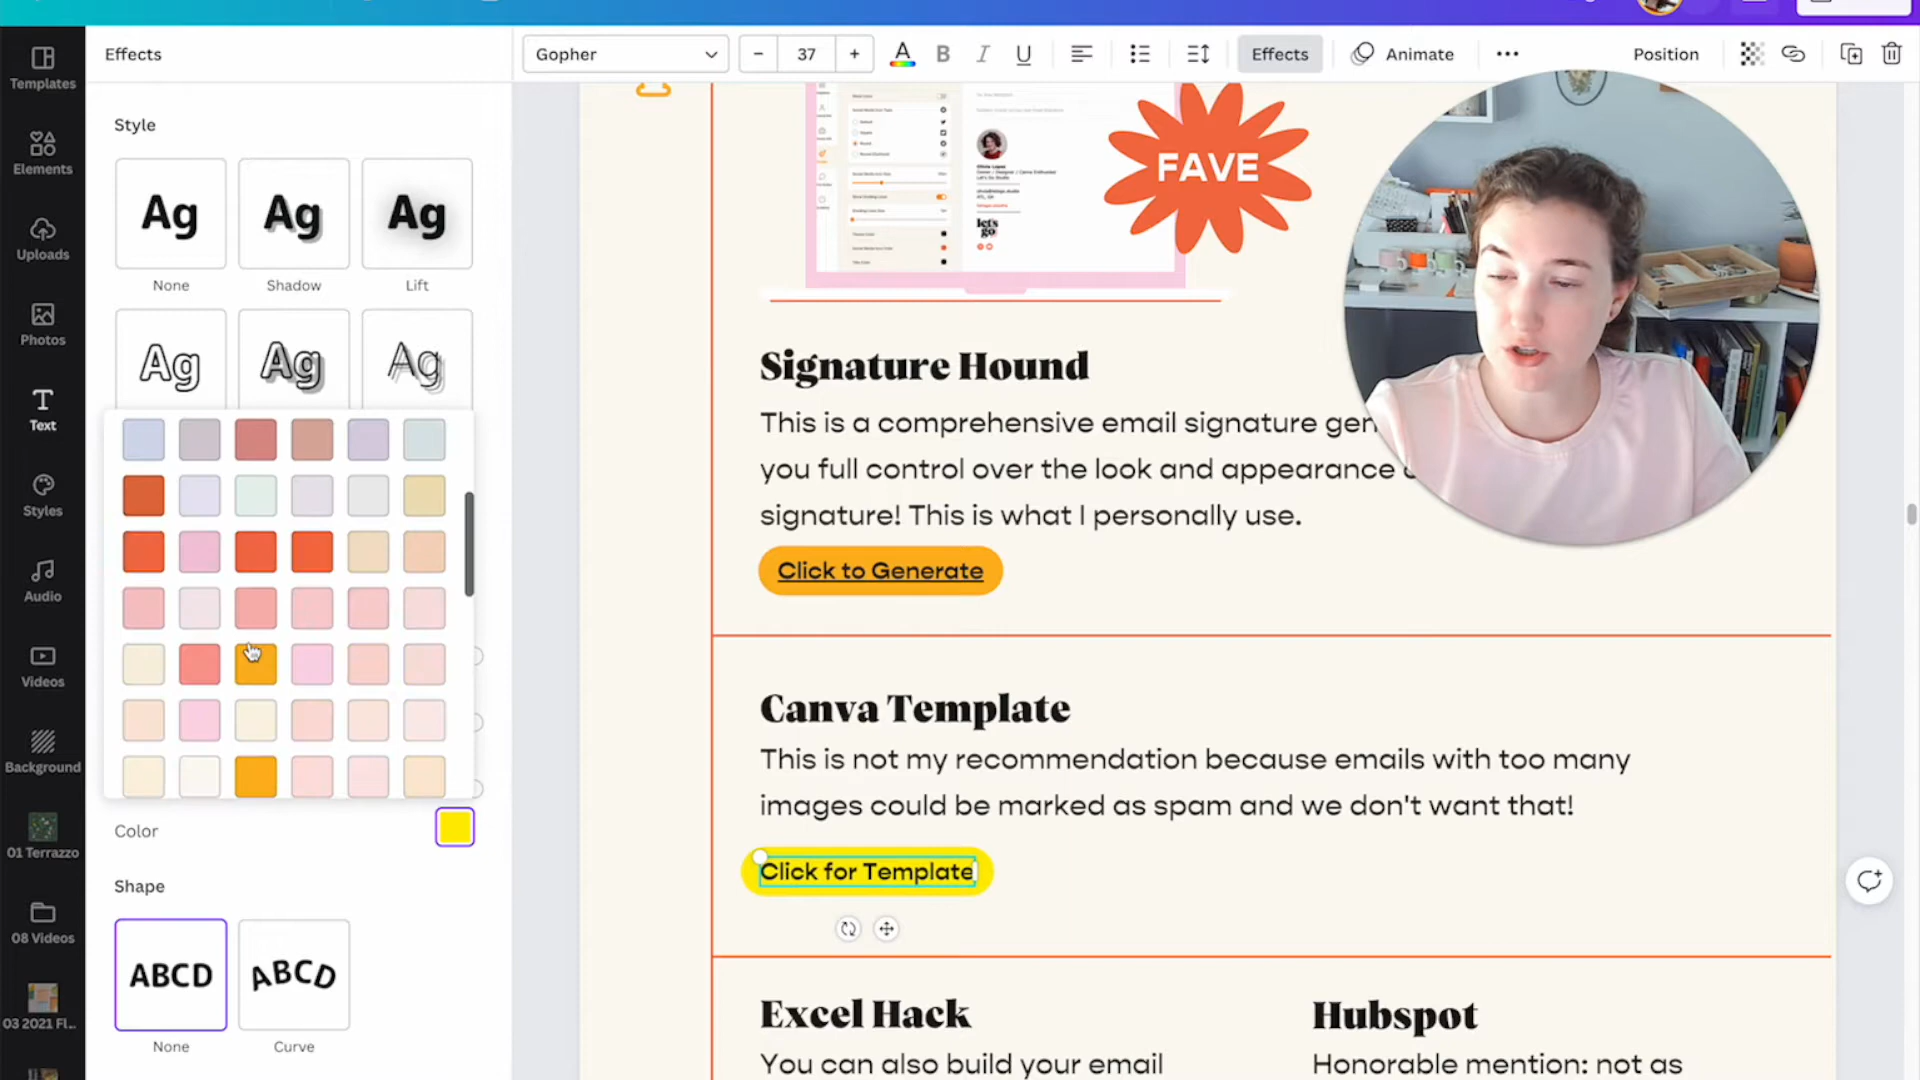 Effects
Gopher
37
A
B
I
U
Effects
Animate
Position
Templates
Elements
Uploads
Photos
Text
Styles
Audio
Videos
Background
01 Terrazzo
08 Videos
03 2021 Fl...
Style
Ag
Ag
Ag
None
Shadow
Lift
Ag
Ag
Ag
Color
Shape
ABCD
ABCD
None
Curve
FAVE
let's
go
Signature Hound
This is a comprehensive email signature gen
you full control over the look and appearance
signature! This is what I personally use.
Click to Generate
Canva Template
This is not my recommendation because emails with too many
images could be marked as spam and we don't want that!
Click for Template
Excel Hack
You can also build your email
Hubspot
Honorable mention: not as